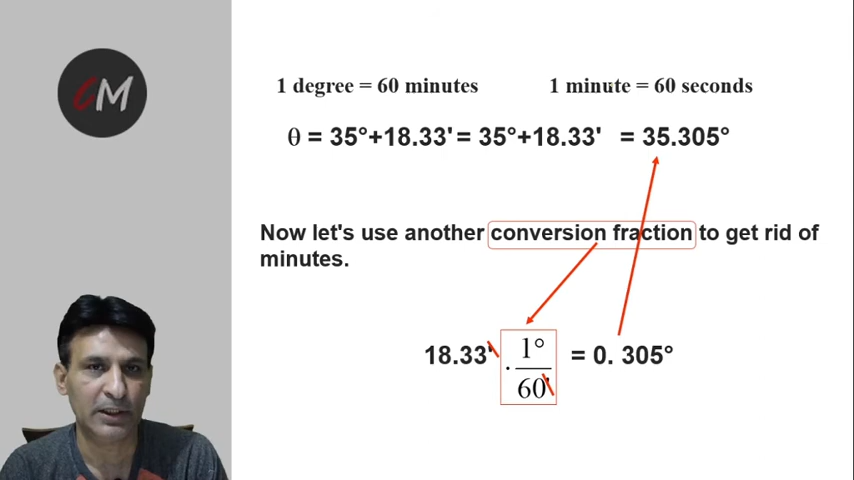 CM
1 degree = 60 minutes 1 minute = 60 seconds
θ = 35°+18.33' = 35°+18.33' = 35.305°
Now let's use another conversion fraction to get rid of
minutes.
18.33' · 1°/60' = 0. 305°